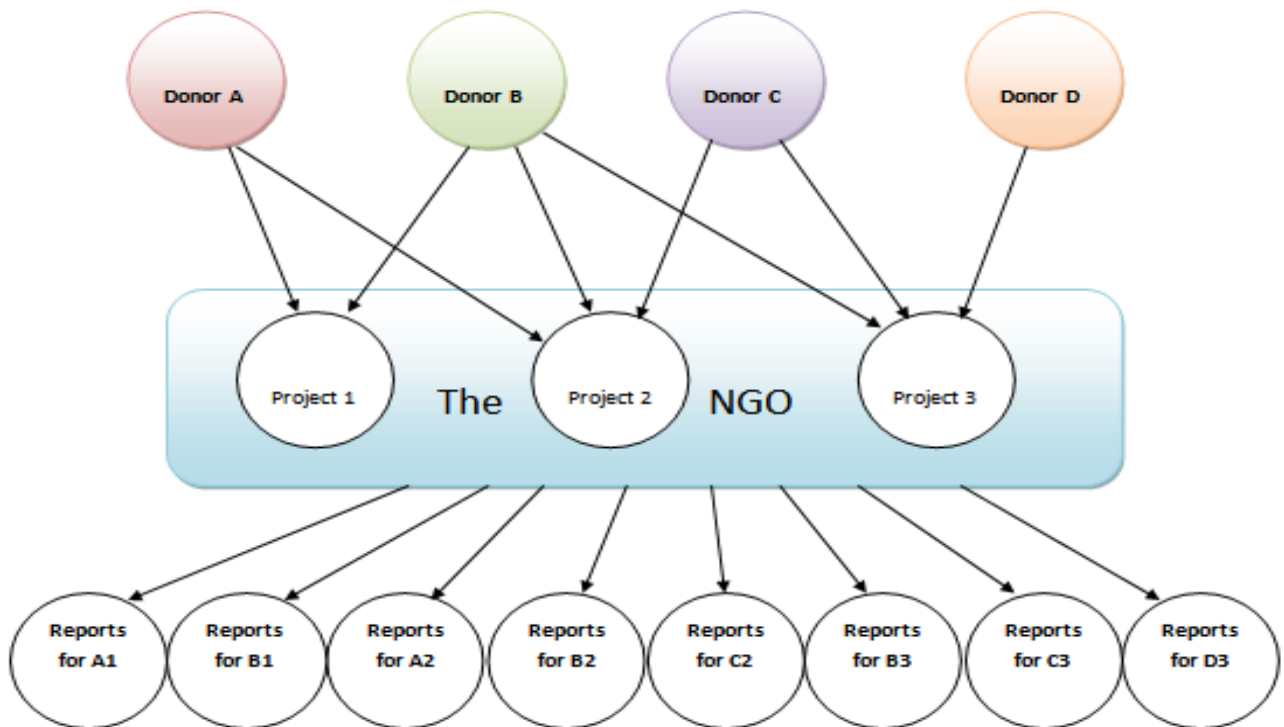 Donor A
Donor B
Donor C
Donor D
Project 1
The
Project 2
NGO
Project 3
Reports
for A1
Reports
for B1
Reports
for A2
Reports
for B2
Reports
for C2
Reports
for B3
Reports
for C3
Reports
for D3